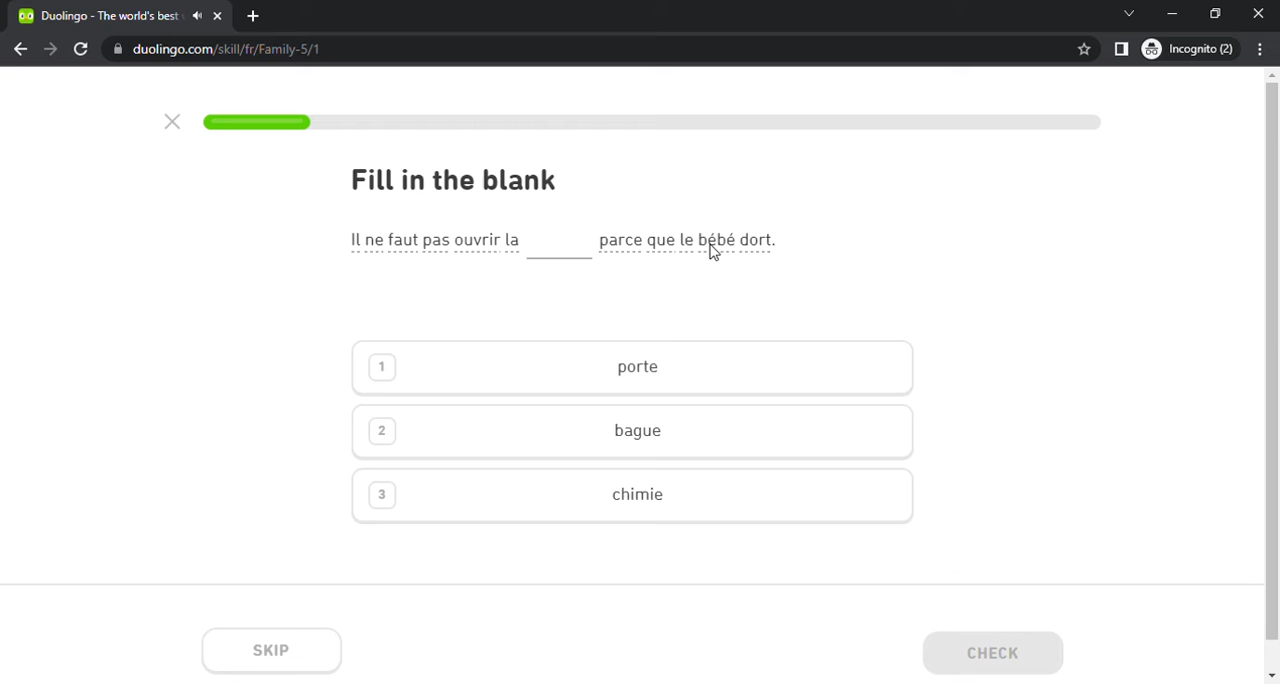 Duolingo - The world's best
duolingo.com/skill/fr/Family-5/1
Incognito (2)
Fill in the blank
Il ne faut pas ouvrir la ______ parce que le bébé dort.
1 porte
2 bague
3 chimie
SKIP
CHECK